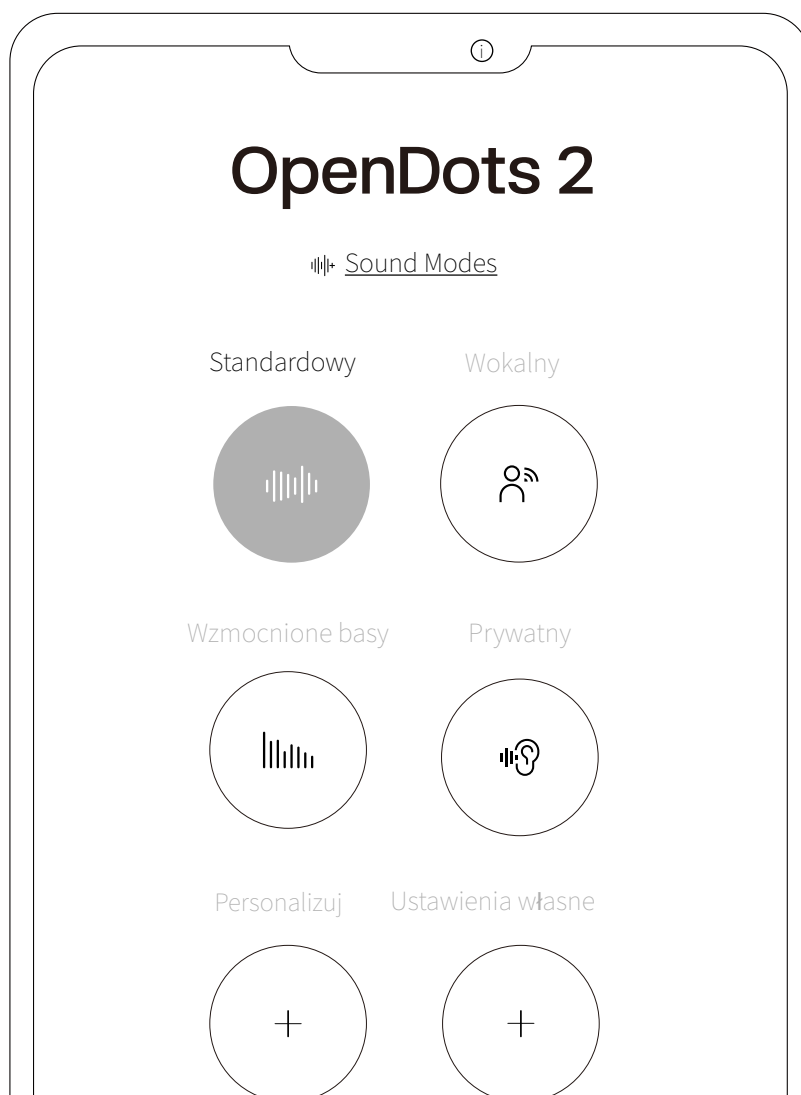 OpenDots 2
Sound Modes
Standardowy Wokalny
Wzmocnione basy Prywatny
Personalizuj Ustawienia własne